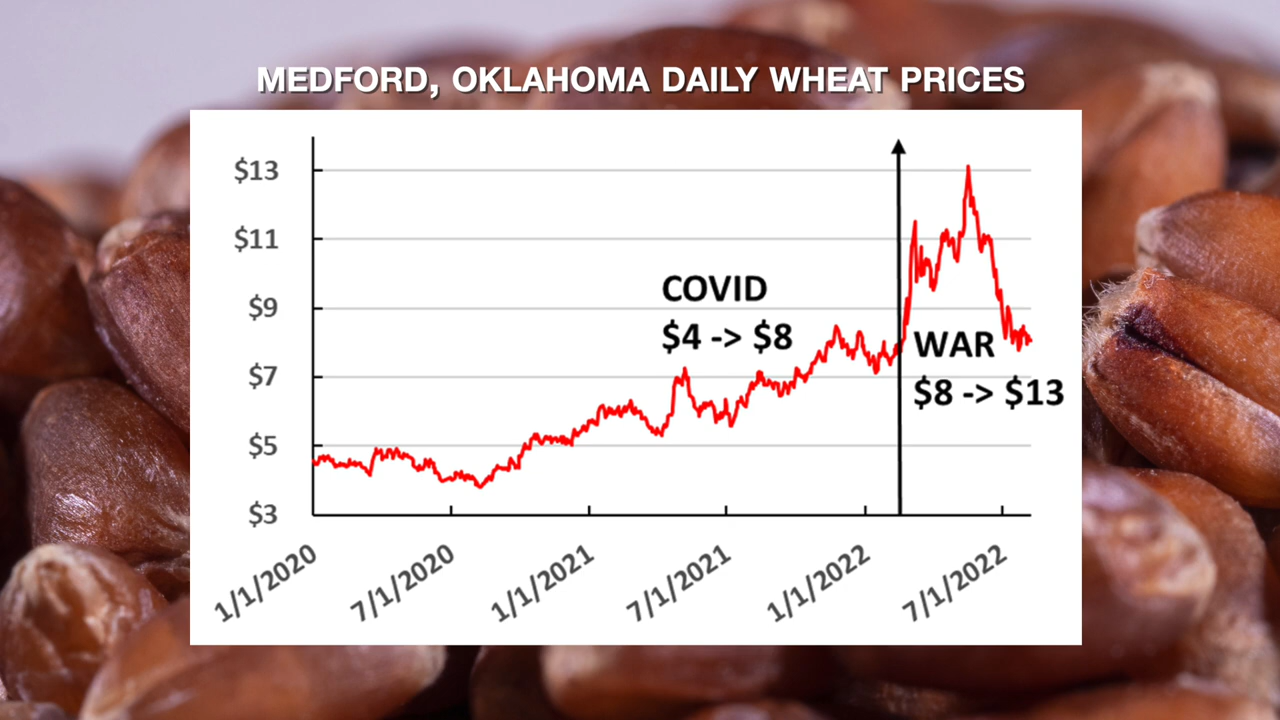 MEDFORD, OKLAHOMA DAILY WHEAT PRICES
$13
$11
$9
$7
$5
$3
COVID
$4 -> $8
WAR
$8 -> $13
1/1/2020
7/1/2020
1/1/2021
7/1/2021
1/1/2022
7/1/2022